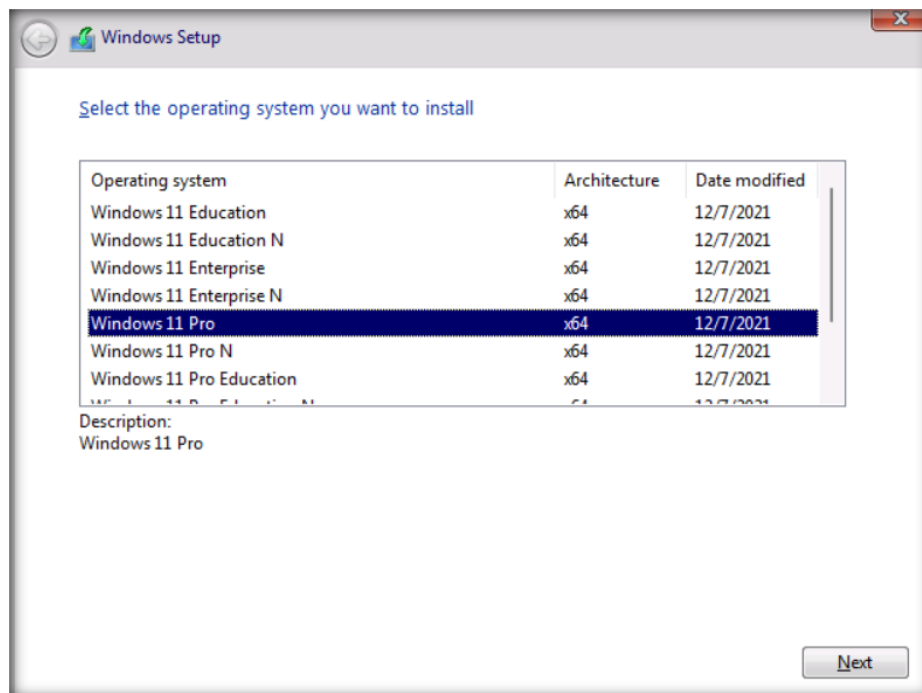 Windows Setup
Select the operating system you want to install
Operating system Architecture Date modified
Windows 11 Education x64 12/7/2021
Windows 11 Education N x64 12/7/2021
Windows 11 Enterprise x64 12/7/2021
Windows 11 Enterprise N x64 12/7/2021
Windows 11 Pro x64 12/7/2021
Windows 11 Pro N x64 12/7/2021
Windows 11 Pro Education x64 12/7/2021
Description:
Windows 11 Pro
Next